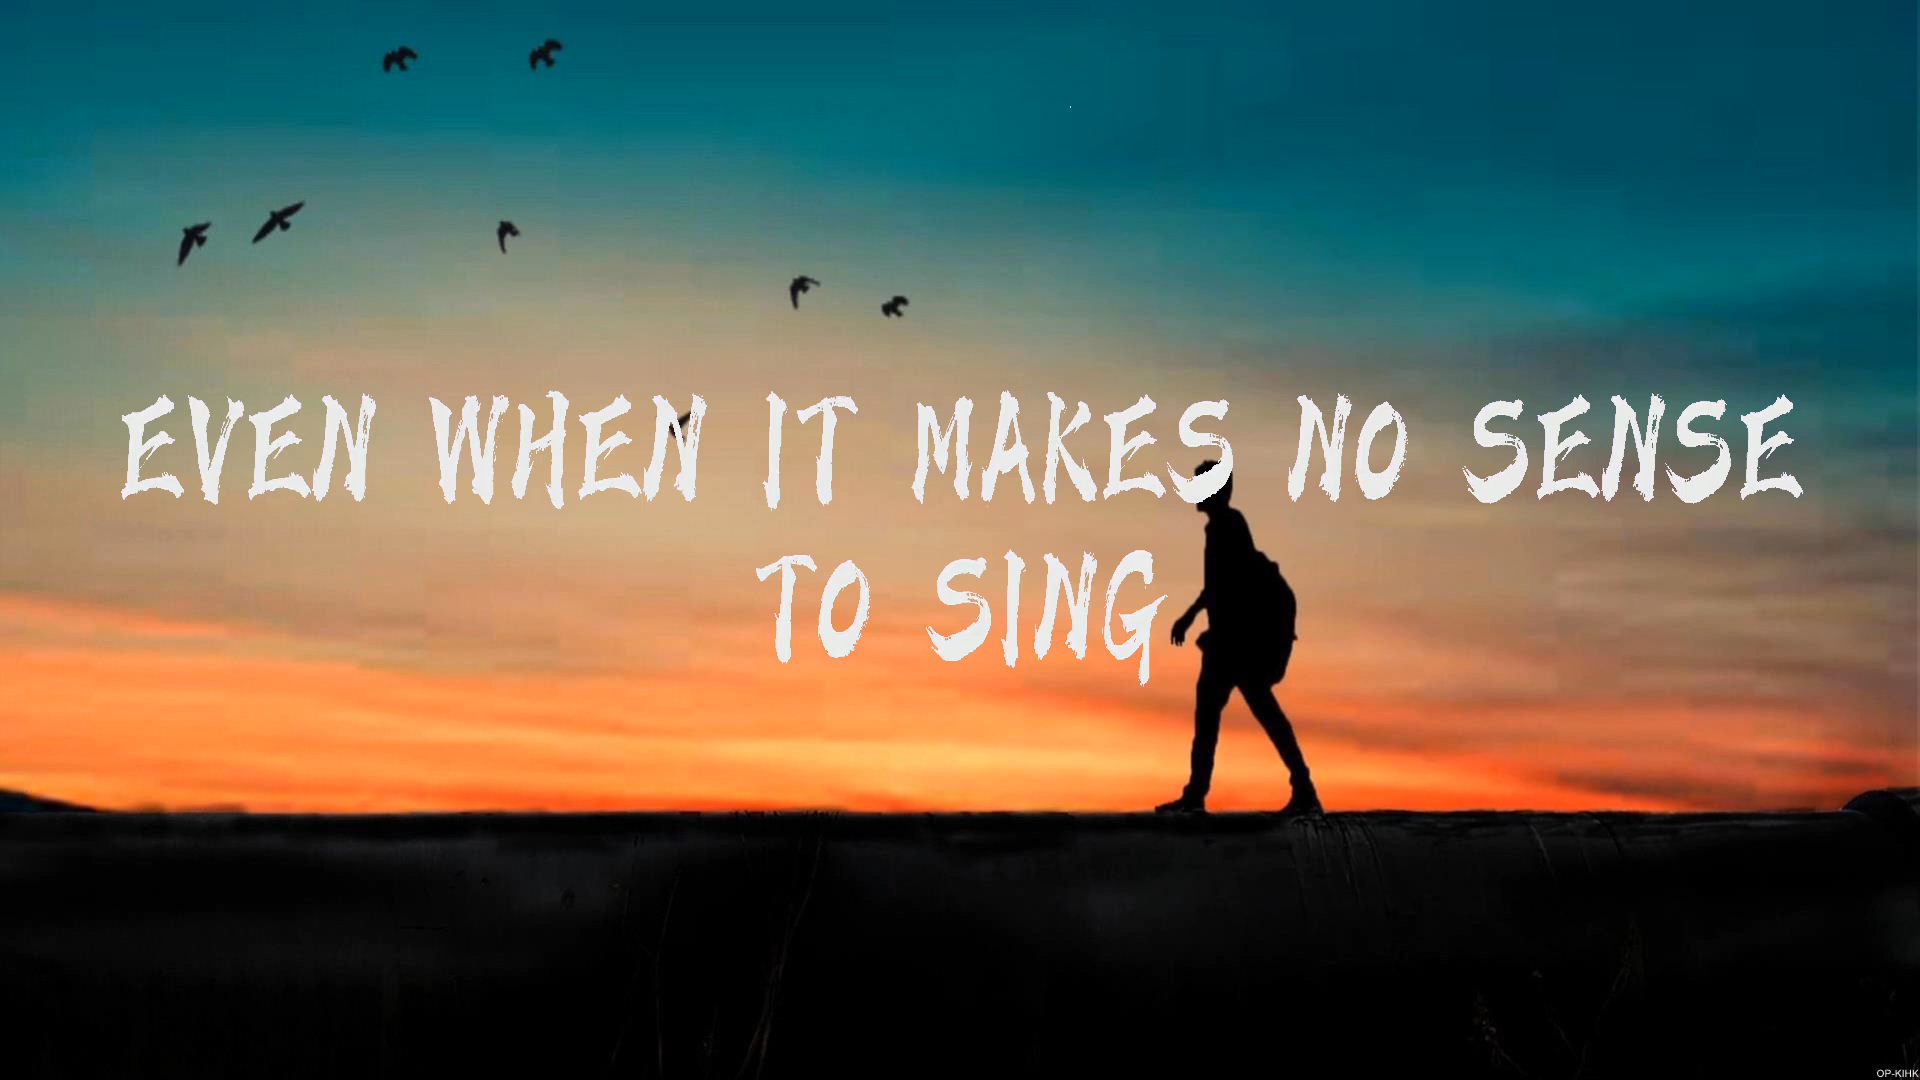 EVEN WHEN IT MAKES NO SENSE
TO SING
OP-KIHK